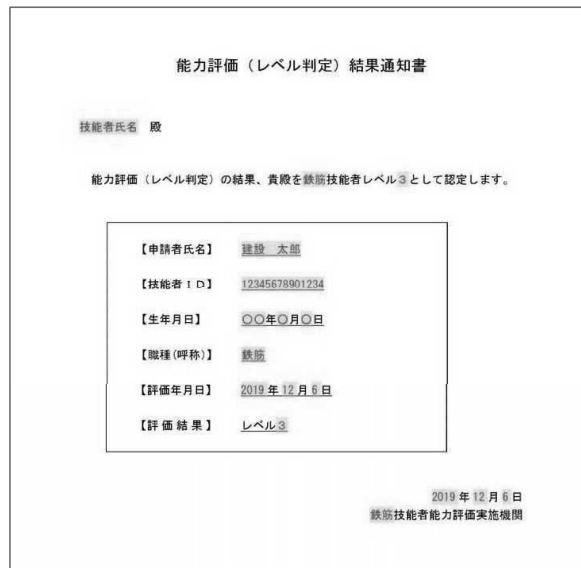 能力評価（レベル判定）結果通知書
技能者氏名　殿
能力評価（レベル判定）の結果、貴殿を鉄筋技能者レベル3として認定します。
【申請者氏名】　建設　太郎
【技能者ＩＤ】　12345678901234
【生年月日】　〇〇年〇月〇日
【職種(呼称)】　鉄筋
【評価年月日】　2019 年 12 月 6 日
【評価結果】　レベル3
2019 年 12 月 6 日
鉄筋技能者能力評価実施機関